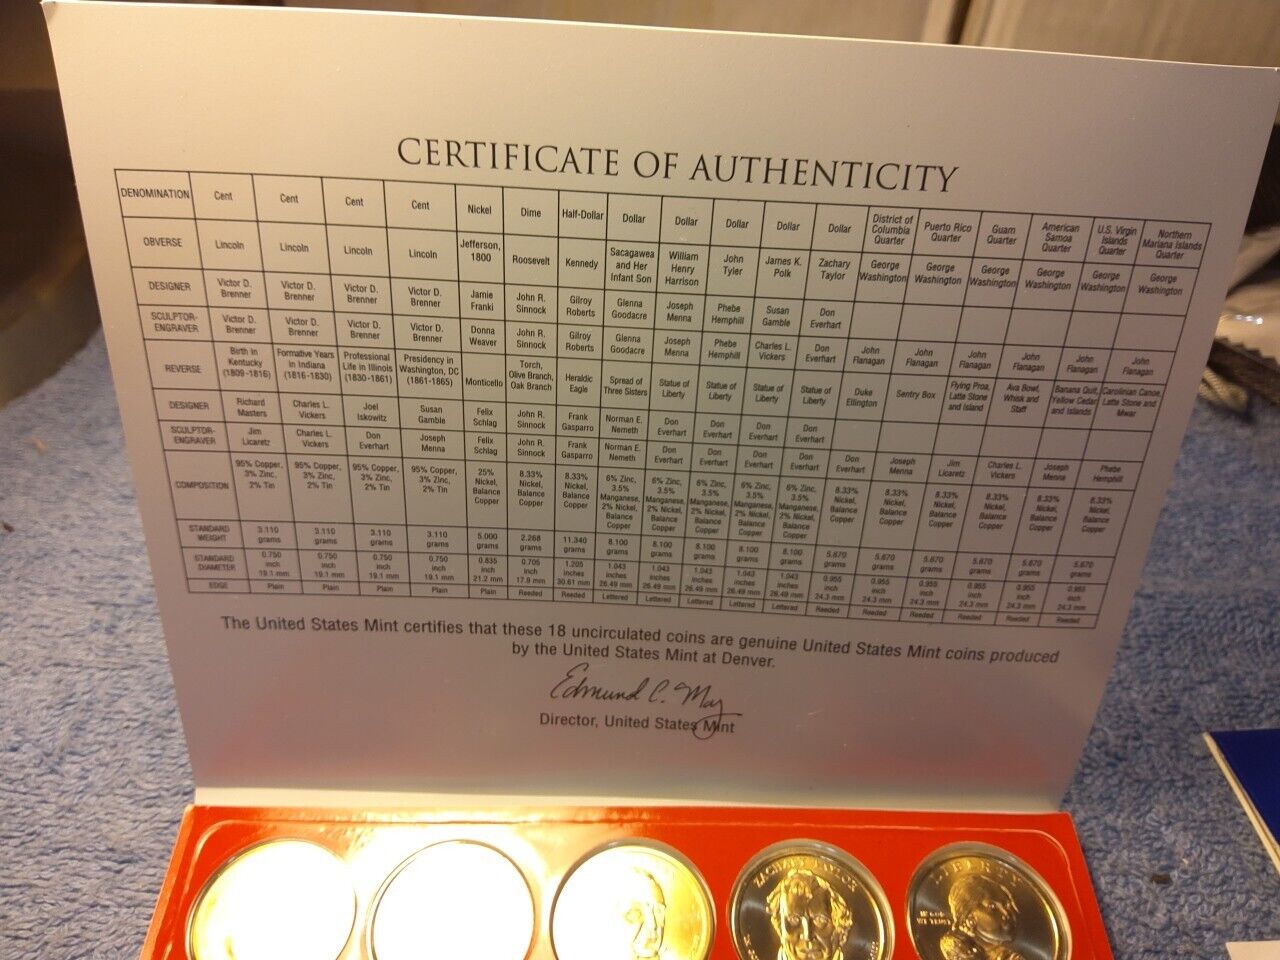 CERTIFICATE OF AUTHENTICITY
DENOMINATION Cent Cent Cent Cent Nickel Dime Half-Dollar Dollar Dollar Dollar Dollar Dollar District of Columbia Quarter Puerto Rico Quarter Guam Quarter American Samoa Quarter U.S. Virgin Islands Quarter Northern Mariana Islands Quarter
OBVERSE Lincoln Lincoln Lincoln Lincoln Jefferson, 1800 Roosevelt Kennedy Sacagawea and Her Infant Son William Henry Harrison John Tyler James K. Polk Zachary Taylor George Washington George Washington George Washington George Washington George Washington George Washington
DESIGNER Victor D. Brenner Victor D. Brenner Victor D. Brenner Victor D. Brenner Jamie Franki John R. Sinnock Gilroy Roberts Glenna Goodacre Joseph Menna Phebe Hemphill Susan Gamble Don Everhart
SCULPTOR-ENGRAVER Victor D. Brenner Victor D. Brenner Victor D. Brenner Victor D. Brenner Donna Weaver John R. Sinnock Gilroy Roberts Glenna Goodacre Joseph Menna Phebe Hemphill Charles L. Vickers Don Everhart John Flanagan John Flanagan John Flanagan John Flanagan John Flanagan John Flanagan
REVERSE Birth in Kentucky (1809-1816) Formative Years in Indiana (1816-1830) Professional Life in Illinois (1830-1861) Presidency in Washington, DC (1861-1865) Monticello Torch, Olive Branch, Oak Branch Heraldic Eagle Spread of Three Sisters Statue of Liberty Statue of Liberty Statue of Liberty Statue of Liberty Duke Ellington Sentry Box Flying Proa, Latte Stone and Island Ava Bowl, Whisk and Staff Banana Quit, Yellow Cedar and Islands Carolinian Canoe, Latte Stone and Mwar
DESIGNER Richard Masters Charles L. Vickers Joel Iskowitz Susan Gamble Felix Schlag John R. Sinnock Frank Gasparro Norman E. Nemeth Don Everhart Don Everhart Don Everhart Don Everhart
SCULPTOR-ENGRAVER Jim Licaretz Charles L. Vickers Don Everhart Joseph Menna Felix Schlag John R. Sinnock Frank Gasparro Norman E. Nemeth Don Everhart Don Everhart Don Everhart Don Everhart Don Everhart Joseph Menna Jim Licaretz Charles L. Vickers Joseph Menna Phebe Hemphill
COMPOSITION 95% Copper, 3% Zinc, 2% Tin 95% Copper, 3% Zinc, 2% Tin 95% Copper, 3% Zinc, 2% Tin 95% Copper, 3% Zinc, 2% Tin 25% Nickel, Balance Copper 8.33% Nickel, Balance Copper 8.33% Nickel, Balance Copper 6% Zinc, 3.5% Manganese, 2% Nickel, Balance Copper 6% Zinc, 3.5% Manganese, 2% Nickel, Balance Copper 6% Zinc, 3.5% Manganese, 2% Nickel, Balance Copper 6% Zinc, 3.5% Manganese, 2% Nickel, Balance Copper 6% Zinc, 3.5% Manganese, 2% Nickel, Balance Copper 8.33% Nickel, Balance Copper 8.33% Nickel, Balance Copper 8.33% Nickel, Balance Copper 8.33% Nickel, Balance Copper 8.33% Nickel, Balance Copper 8.33% Nickel, Balance Copper
STANDARD WEIGHT 3.110 grams 3.110 grams 3.110 grams 3.110 grams 5.000 grams 2.268 grams 11.340 grams 8.100 grams 8.100 grams 8.100 grams 8.100 grams 8.100 grams 5.670 grams 5.670 grams 5.670 grams 5.670 grams 5.670 grams 5.670 grams
STANDARD DIAMETER 0.750 inch 19.1 mm 0.750 inch 19.1 mm 0.750 inch 19.1 mm 0.750 inch 19.1 mm 0.835 inch 21.2 mm 0.705 inch 17.9 mm 1.205 inches 30.61 mm 1.043 inches 26.49 mm 1.043 inches 26.49 mm 1.043 inches 26.49 mm 1.043 inches 26.49 mm 1.043 inches 26.49 mm 0.955 inch 24.3 mm 0.955 inch 24.3 mm 0.955 inch 24.3 mm 0.955 inch 24.3 mm 0.955 inch 24.3 mm 0.955 inch 24.3 mm
EDGE Plain Plain Plain Plain Plain Reeded Reeded Lettered Lettered Lettered Lettered Lettered Reeded Reeded Reeded Reeded Reeded Reeded
The United States Mint certifies that these 18 uncirculated coins are genuine United States Mint coins produced
by the United States Mint at Denver.
Edmund C. Moy
Director, United States Mint
ZACHARY TAYLOR
LIBERTY
IN GOD
WE TRUST